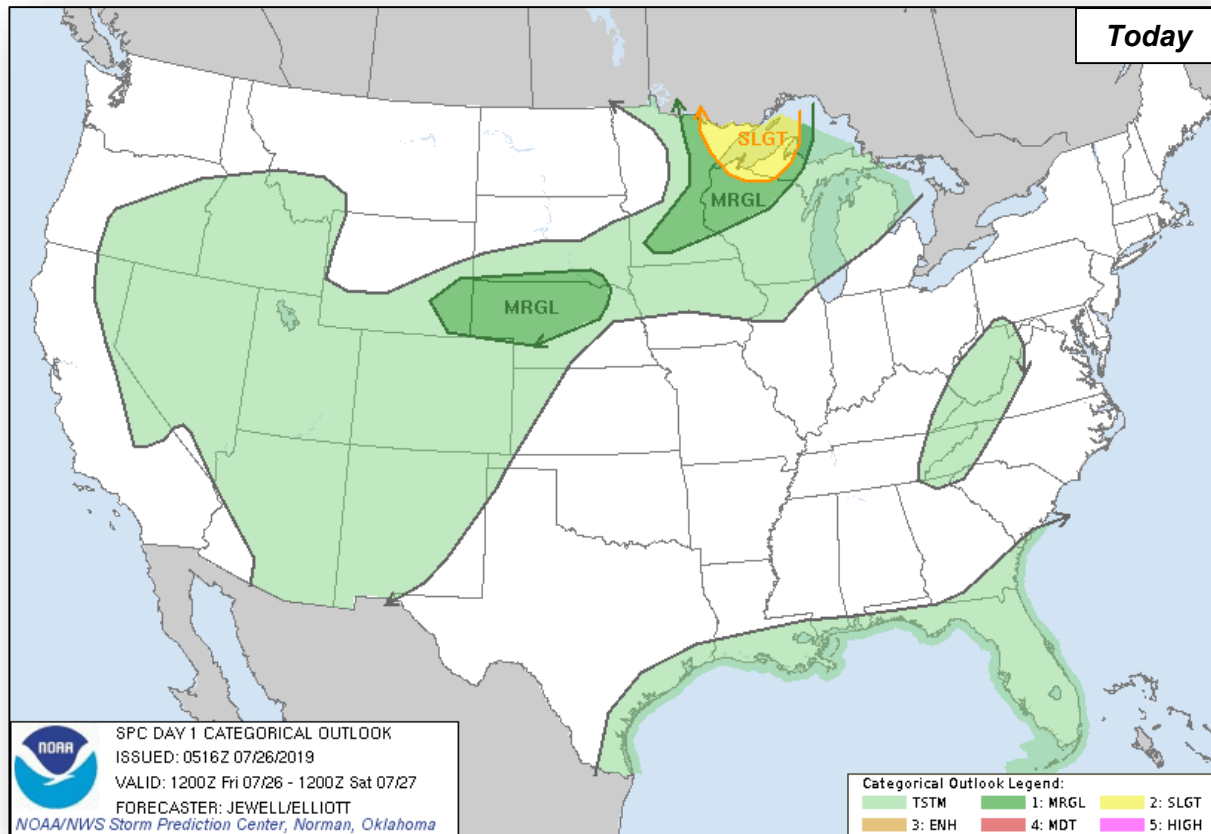 Today
SLGT
MRGL
MRGL
NOAA
SPC DAY 1 CATEGORICAL OUTLOOK
ISSUED: 0516Z 07/26/2019
VALID: 1200Z Fri 07/26 - 1200Z Sat 07/27
FORECASTER: JEWELL/ELLIOTT
NOAA/NWS Storm Prediction Center, Norman, Oklahoma
Categorical Outlook Legend:
TSTM 1: MRGL 2: SLGT
3: ENH 4: MDT 5: HIGH